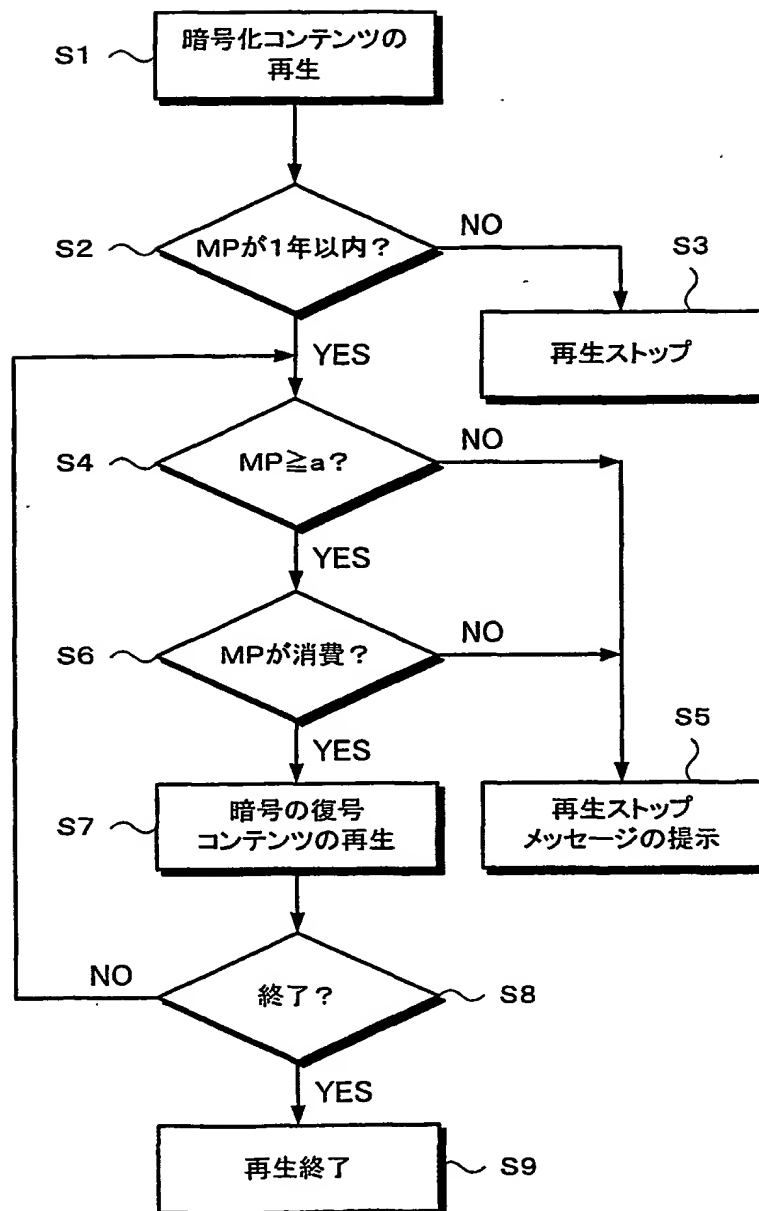 S1
暗号化コンテンツの
再生
S2
MPが1年以内?
NO
S3
再生ストップ
YES
S4
MP≧a?
NO
YES
S6
MPが消費?
NO
YES
S5
再生ストップ
メッセージの提示
S7
暗号の復号
コンテンツの再生
NO
終了?
S8
YES
再生終了
S9